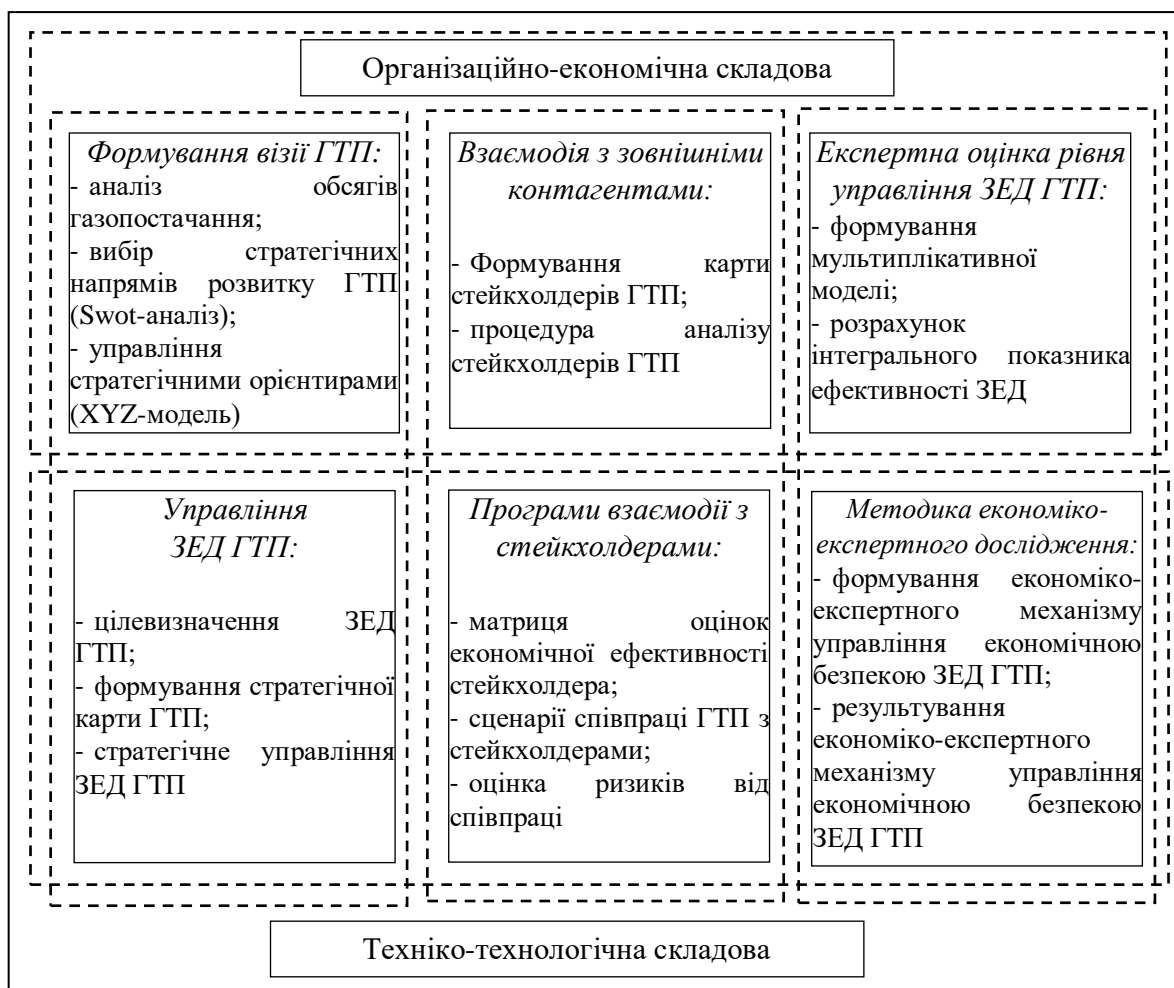 Організаційно-економічна складова
Формування візії ГТП:
- аналіз обсягів
газопостачання;
- вибір стратегічних
напрямів розвитку ГТП
(Swot-аналіз);
- управління
стратегічними орієнтирами
(XYZ-модель)
Взаємодія з зовнішніми
контагентами:
- Формування карти
стейкхолдерів ГТП;
- процедура аналізу
стейкхолдерів ГТП
Експертна оцінка рівня
управління ЗЕД ГТП:
- формування
мультиплікативної
моделі;
- розрахунок
інтегрального показника
ефективності ЗЕД
Управління
ЗЕД ГТП:
- цілевизначення ЗЕД
ГТП;
- формування стратегічної
карти ГТП;
- стратегічне управління
ЗЕД ГТП
Програми взаємодії з
стейкхолдерами:
- матриця оцінок
економічної ефективності
стейкхолдера;
- сценарії співпраці ГТП з
стейкхолдерами;
- оцінка ризиків від
співпраці
Методика економіко-
експертного дослідження:
- формування економіко-
експертного механізму
управління економічною
безпекою ЗЕД ГТП;
- результування
економіко-експертного
механізму управління
економічною безпекою
ЗЕД ГТП
Техніко-технологічна складова